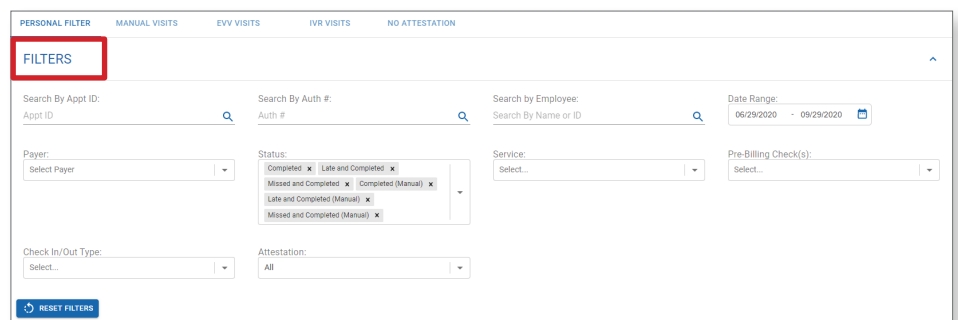 PERSONAL FILTER MANUAL VISITS EVV VISITS IVR VISITS NO ATTESTATION
FILTERS
Search By Appt ID: Search By Auth #: Search by Employee: Date Range:
Appt ID Auth # Search By Name or ID 06/29/2020 - 09/29/2020
Payer: Status: Service: Pre-Billing Check(s):
Select Payer Completed x Late and Completed x Select... Select...
Missed and Completed x Completed (Manual) x
Late and Completed (Manual) x
Missed and Completed (Manual) x
Check In/Out Type: Attestation:
Select... All
RESET FILTERS